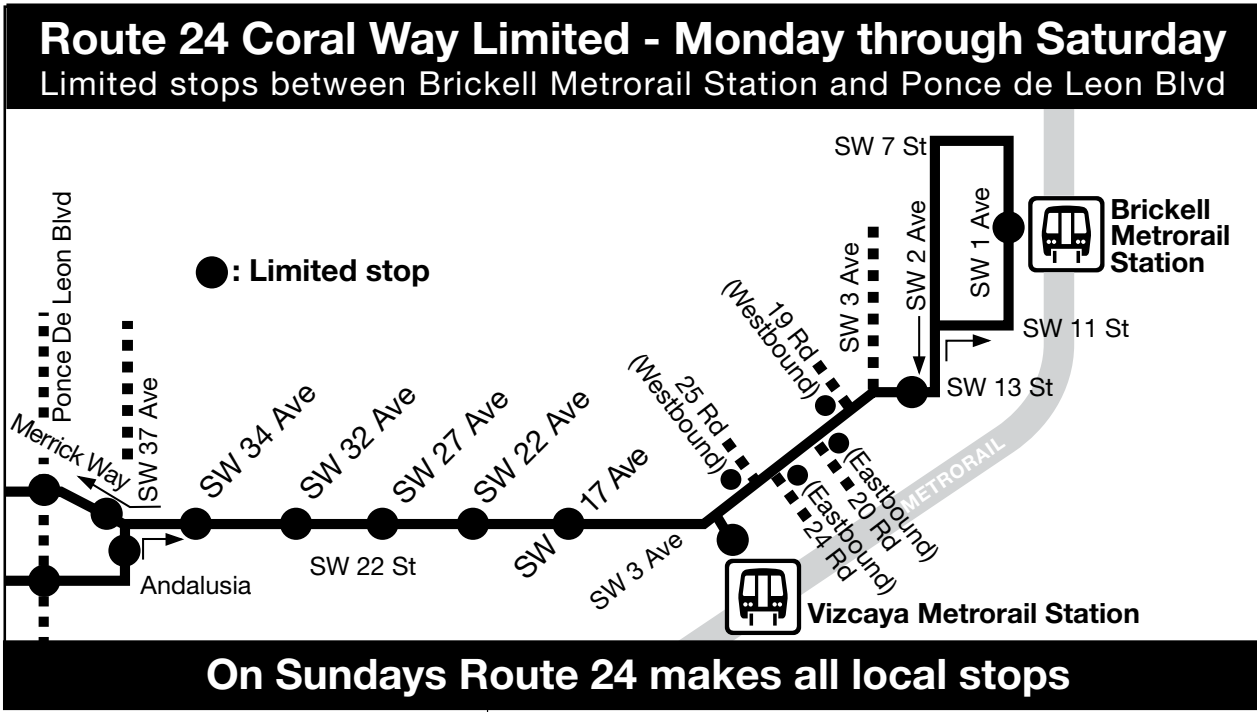 Route 24 Coral Way Limited - Monday through Saturday
Limited stops between Brickell Metrorail Station and Ponce de Leon Blvd
SW 7 St
Ponce De Leon Blvd
SW 2 Ave
SW 1 Ave
Brickell
Metrorail
Station
: Limited stop
SW 3 Ave
19 Rd
(Westbound)
SW 11 St
SW 37 Ave
25 Rd
(Westbound)
SW 13 St
Merrick Way
SW 34 Ave
SW 32 Ave
SW 27 Ave
SW 22 Ave
SW 17 Ave
(Eastbound)
20 Rd
(Eastbound)
24 Rd
METRORAIL
SW 22 St
SW 3 Ave
Andalusia
Vizcaya Metrorail Station
On Sundays Route 24 makes all local stops